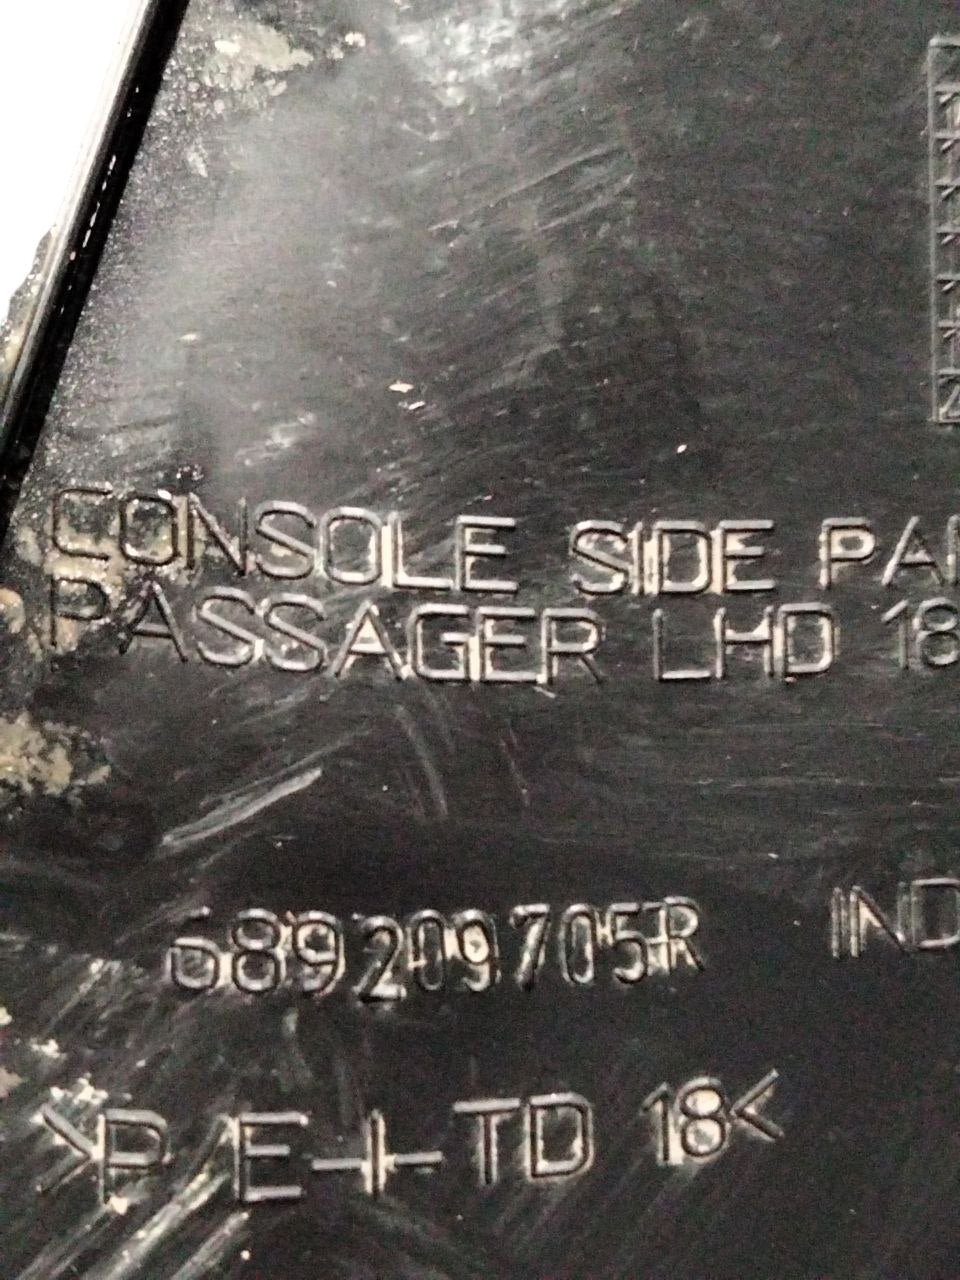 CONSOLE SIDE PA
PASSAGER LHD 18
689209705R IND
>P E-I-TD 18<